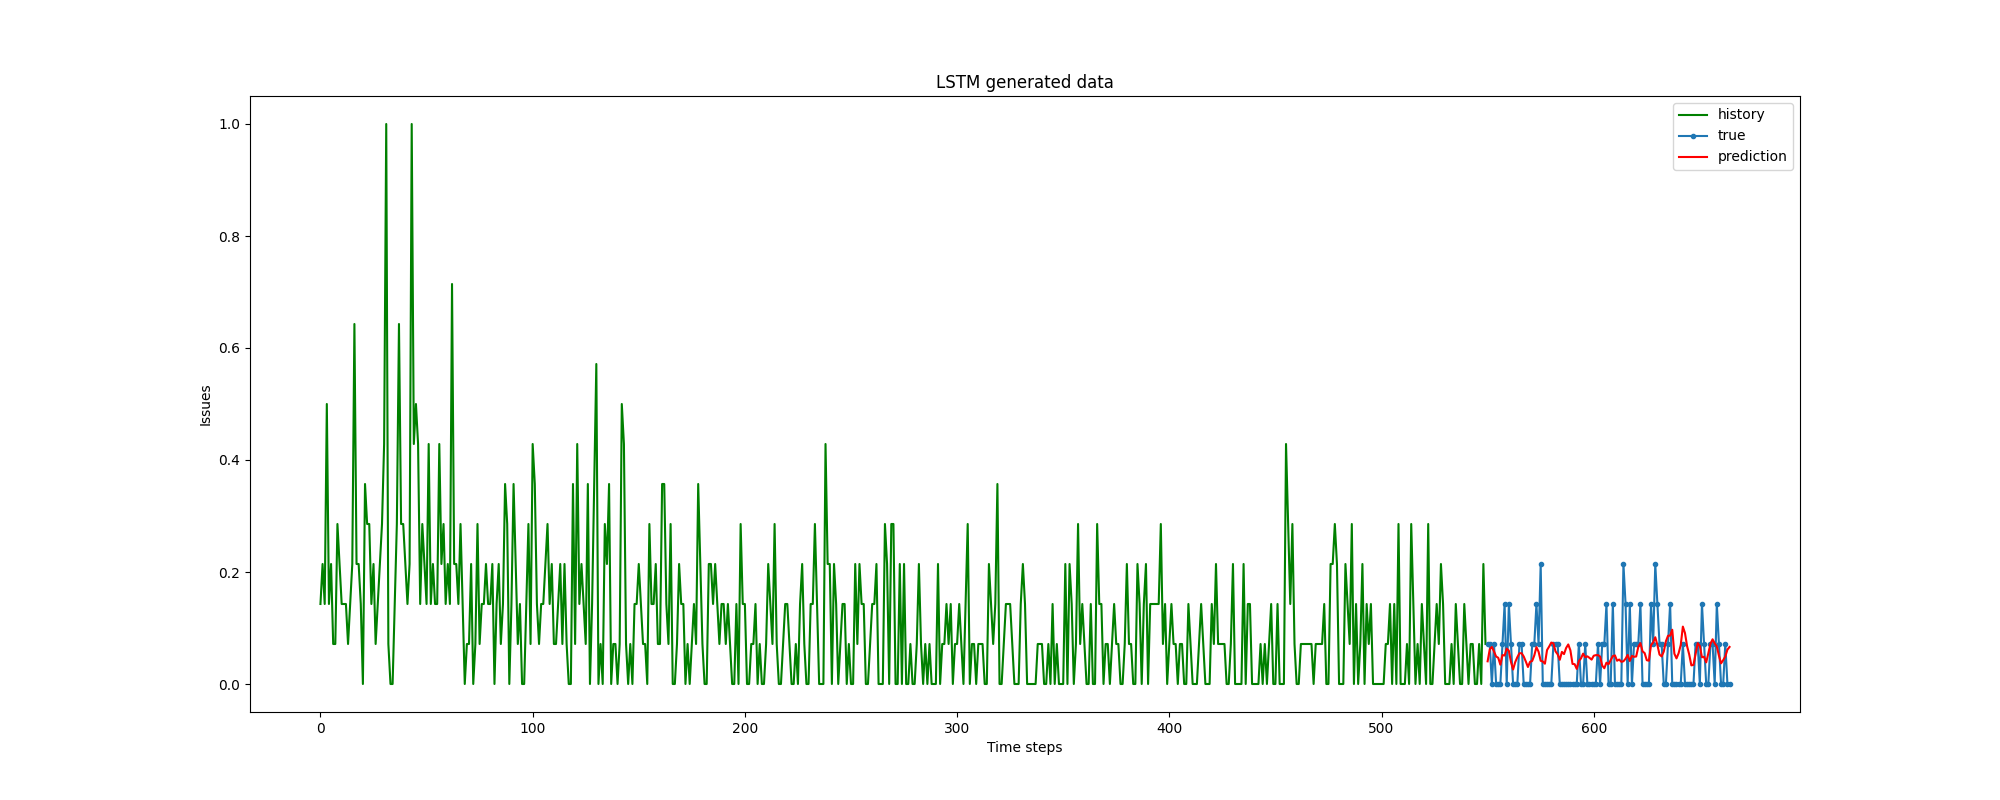 LSTM generated data
1.0
0.8
0.6
0.4
0.2
0.0
Issues
0 100 200 300 400 500 600
Time steps
history
true
prediction